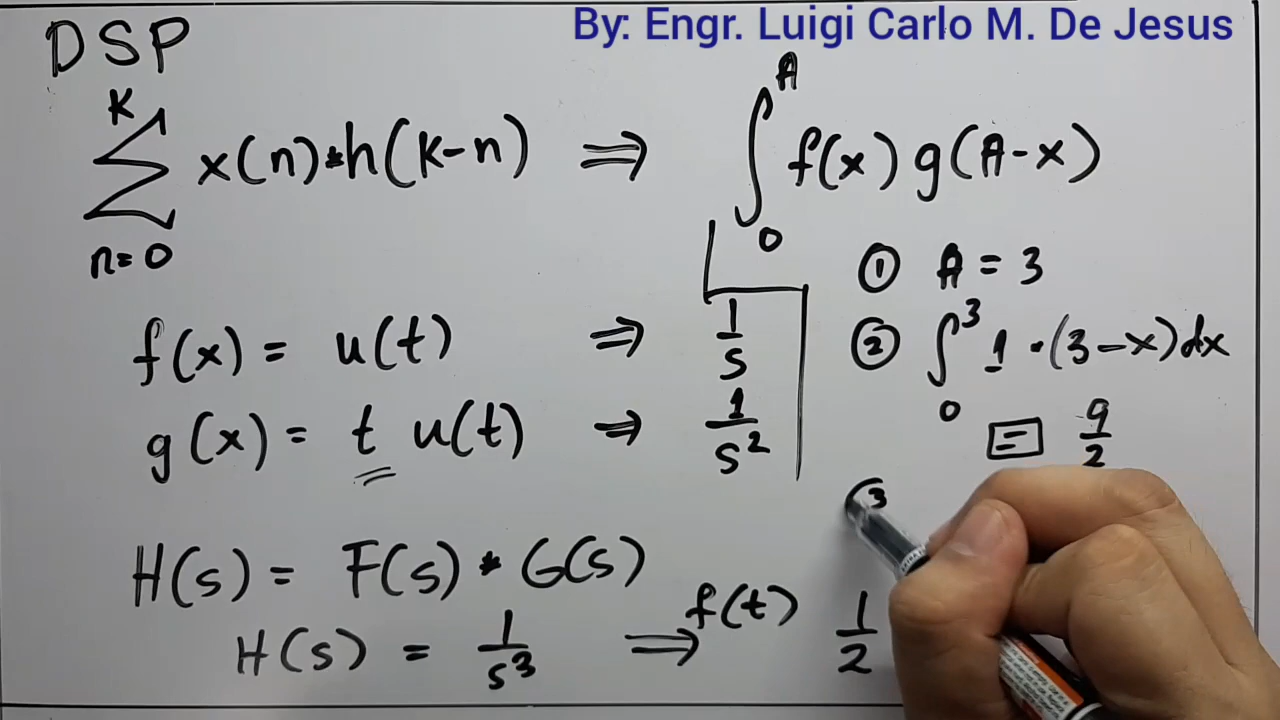 By: Engr. Luigi Carlo M. De Jesus
DSP
K
∑ x(n)*h(K-n) ⇒ ∫ f(x) g(A-x)
n=0
A
0
f(x) = u(t) ⇒ 1/s
g(x) = t u(t) ⇒ 1/s²
① A = 3
② ∫₀³ 1·(3-x)dx
= 9/2
3
H(s) = F(s) * G(s)
H(s) = 1/s³ ⇒ f(t) 1/2